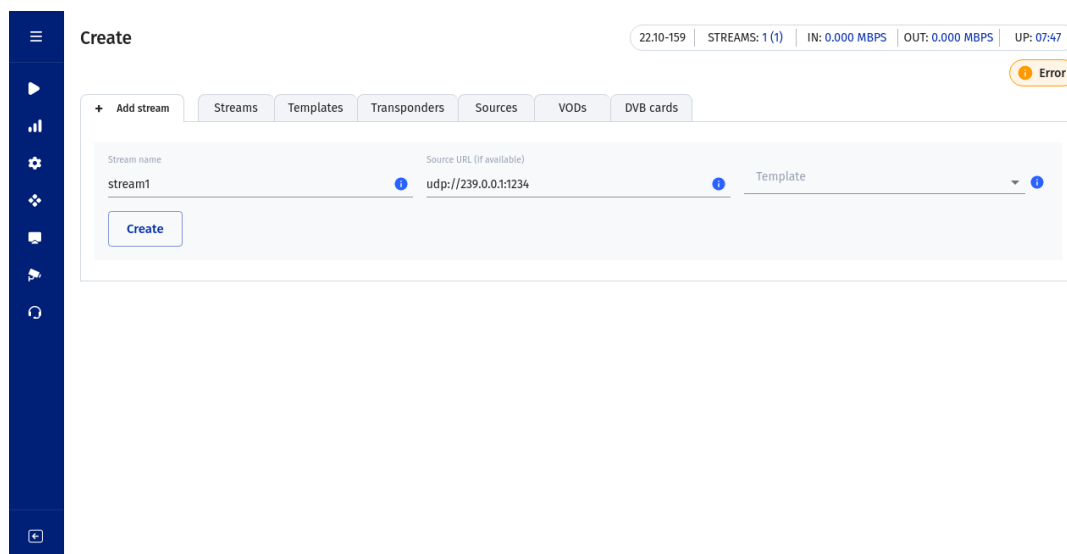 Create
22.10-159 STREAMS: 1 (1) IN: 0.000 MBPS OUT: 0.000 MBPS UP: 07:47
Error
+ Add stream Streams Templates Transponders Sources VODs DVB cards
Stream name Source URL (if available)
stream1 udp://239.0.0.1:1234 Template
Create